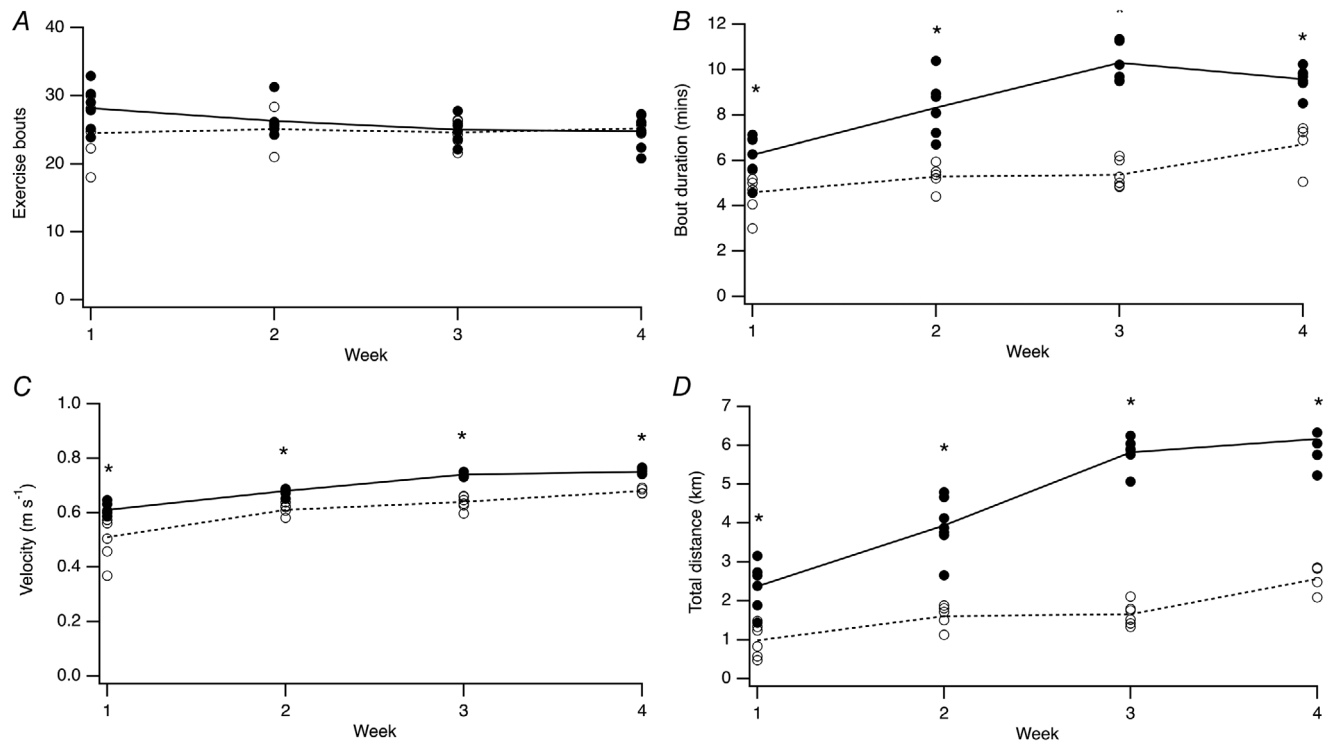 A
40
30
20
10
0
Exercise bouts
1 2 3 4
Week
B
12
10
8
6
4
2
0
Bout duration (mins)
* * * *
1 2 3 4
Week
C
1.0
0.8
0.6
0.4
0.2
0.0
Velocity (m s⁻¹)
* * * *
1 2 3 4
Week
D
7
6
5
4
3
2
1
0
Total distance (km)
* * * *
1 2 3 4
Week